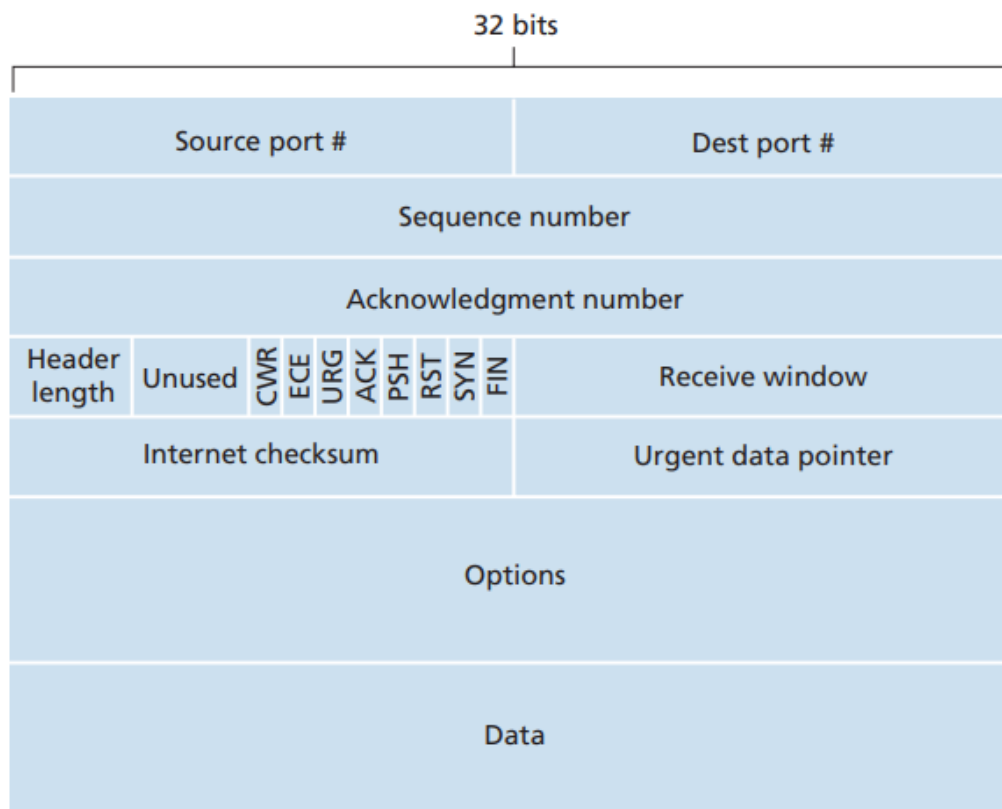 32 bits
Source port #
Dest port #
Sequence number
Acknowledgment number
Header
length
Unused
CWR
ECE
URG
ACK
PSH
RST
SYN
FIN
Receive window
Internet checksum
Urgent data pointer
Options
Data